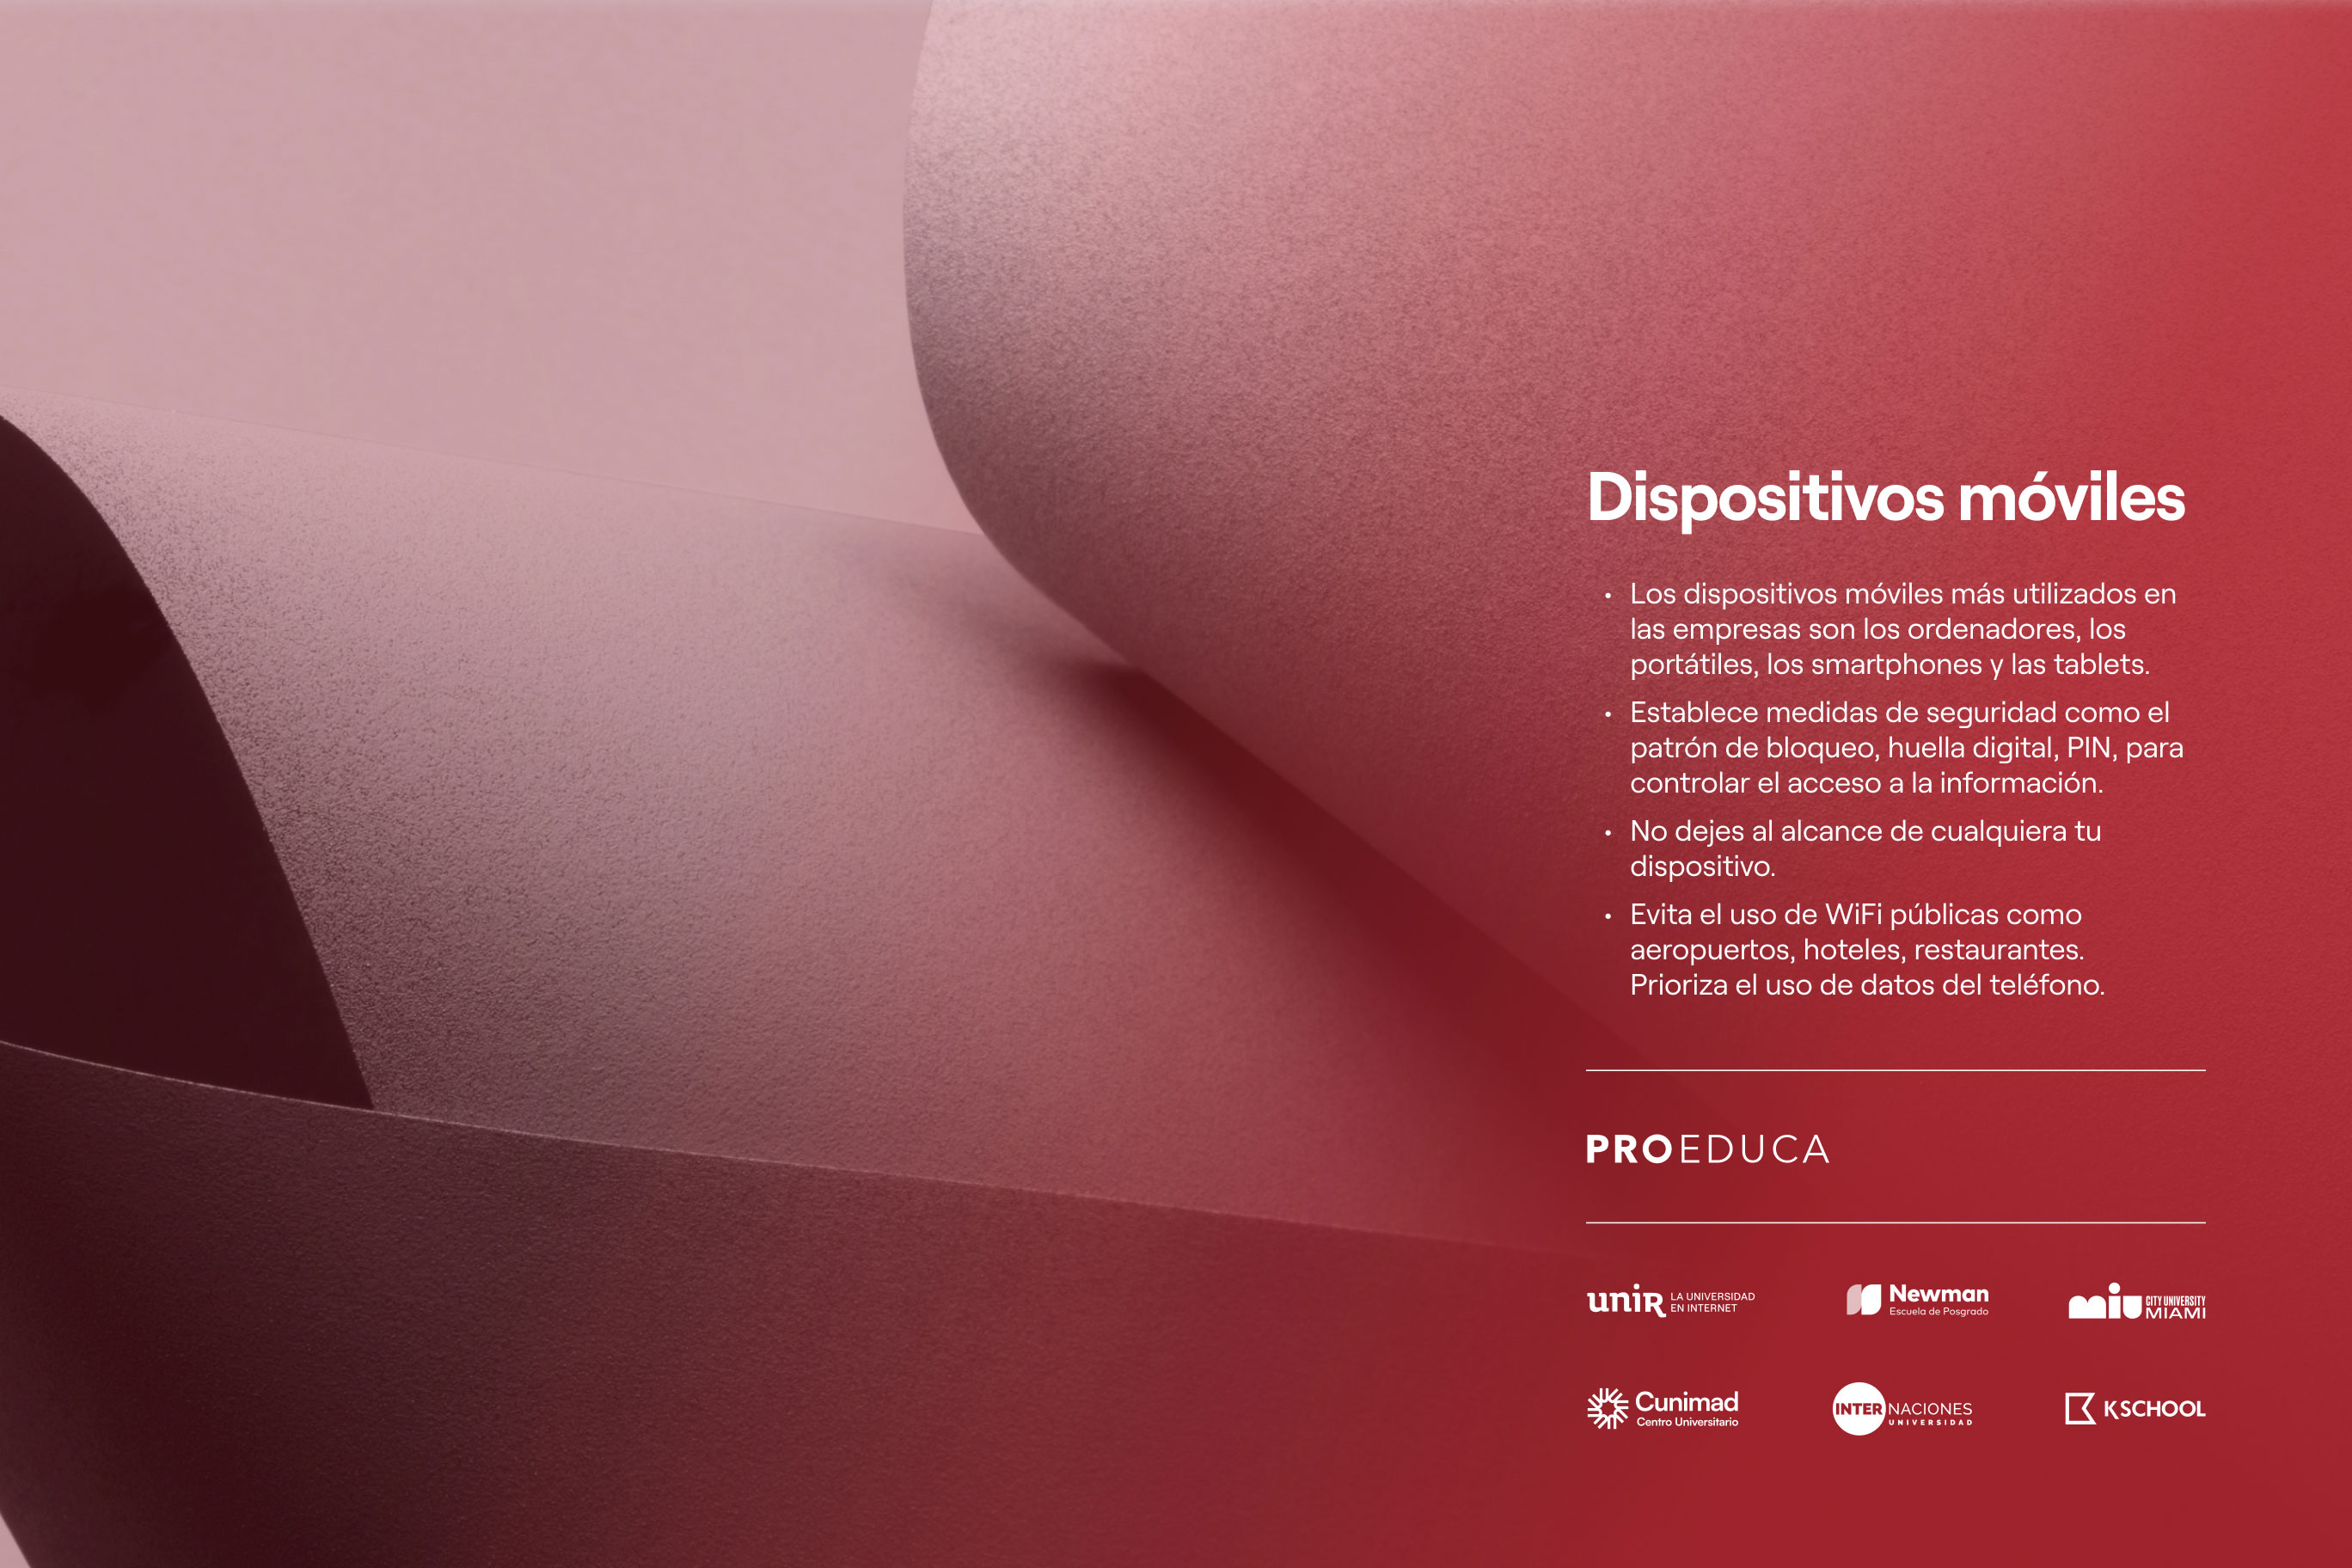 Dispositivos móviles
• Los dispositivos móviles más utilizados en
las empresas son los ordenadores, los
portátiles, los smartphones y las tablets.
• Establece medidas de seguridad como el
patrón de bloqueo, huella digital, PIN, para
controlar el acceso a la información.
• No dejes al alcance de cualquiera tu
dispositivo.
• Evita el uso de WiFi públicas como
aeropuertos, hoteles, restaurantes.
Prioriza el uso de datos del teléfono.
PROEDUCA
unir LA UNIVERSIDAD
EN INTERNET
Newman
Escuela de Posgrado
miu CITY UNIVERSITY
MIAMI
Cunimad
Centro Universitario
INTERNACIONES
UNIVERSIDAD
KSCHOOL